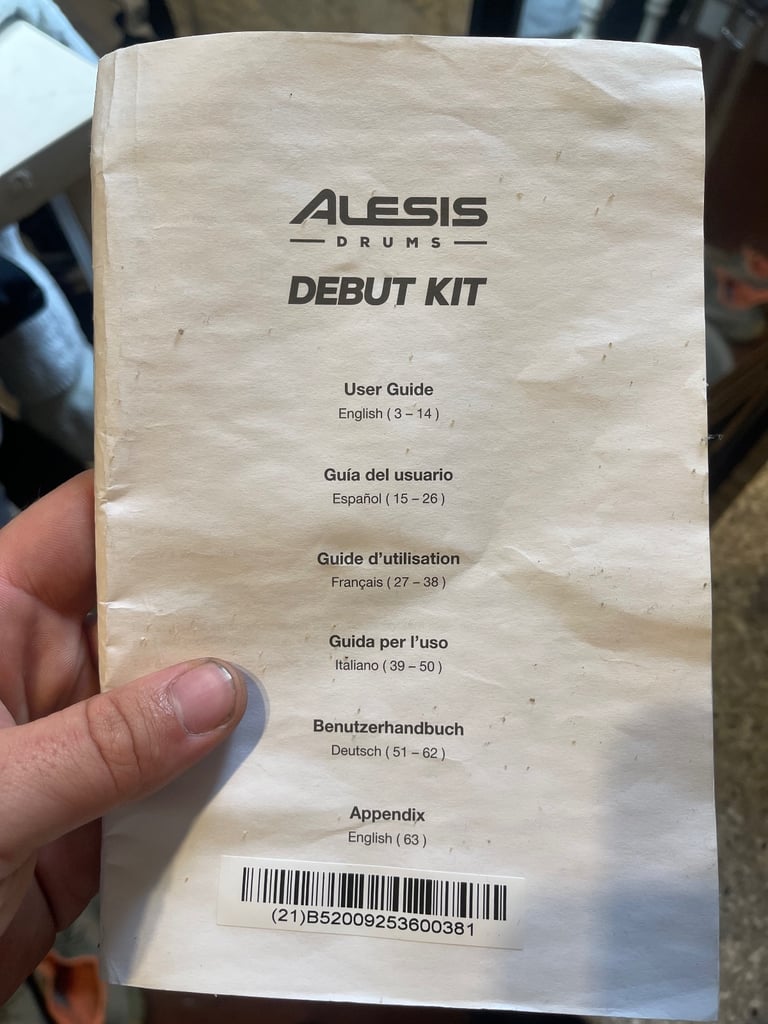 ALESIS
DRUMS
DEBUT KIT
User Guide
English ( 3 – 14 )
Guía del usuario
Español ( 15 – 26 )
Guide d’utilisation
Français ( 27 – 38 )
Guida per l’uso
Italiano ( 39 – 50 )
Benutzerhandbuch
Deutsch ( 51 – 62 )
Appendix
English ( 63 )
(21)B52009253600381